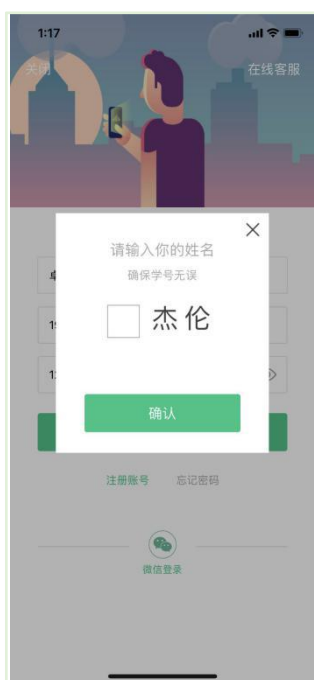 1:17
关闭
在线客服
请输入你的姓名
确保学号无误
杰伦
确认
注册账号 忘记密码
微信登录